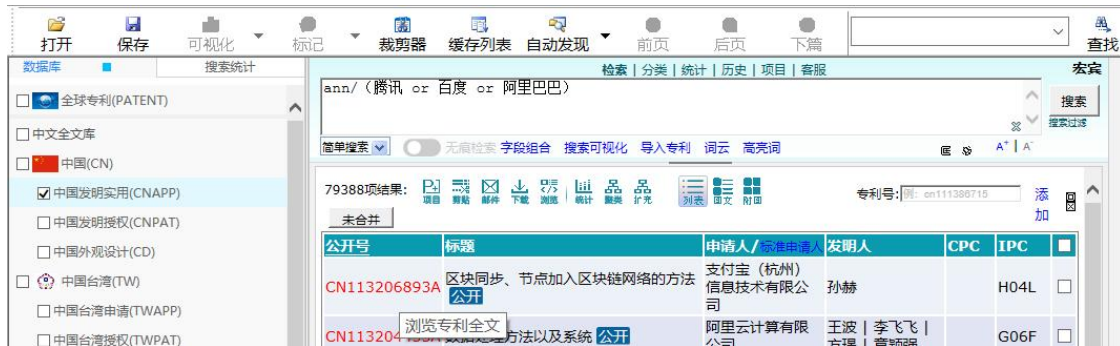 打开 保存 可视化 标记 裁剪器 缓存列表 自动发现 前页 后页 下篇 查找
数据库 搜索统计
检索 | 分类 | 统计 | 历史 | 项目 | 客服 宏宾
ann/（腾讯 or 百度 or 阿里巴巴）
搜索
搜索过滤
全球专利(PATENT)
中文全文库
中国(CN)
中国发明实用(CNAPP)
中国发明授权(CNPAT)
中国外观设计(CD)
中国台湾(TW)
中国台湾申请(TWAPP)
中国台湾授权(TWPAT)
简单搜索 无痕检索 字段组合 搜索可视化 导入专利 词云 高亮词 A+ | A-
79388项结果: 项目 剪贴 邮件 下载 浏览 统计 聚类 扩充 列表 图文 附图 专利号: 例: cn111386715 添加
未合并
公开号 标题 申请人/标准申请人 发明人 CPC IPC
CN113206893A 区块同步、节点加入区块链网络的方法 公开 支付宝（杭州）信息技术有限公司 孙赫 H04L
浏览专利全文
方法以及系统 公开 阿里云计算有限公司 王波 | 李飞飞 | G06F